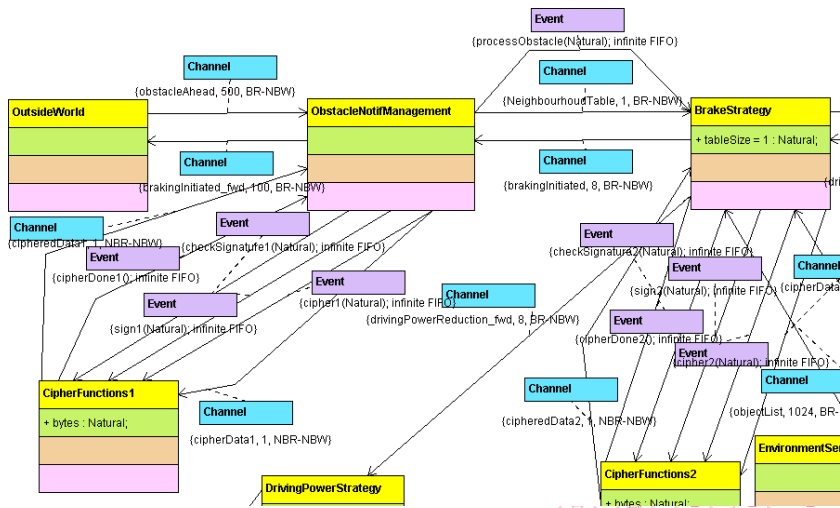 Event
{processObstacle(Natural); infinite FIFO}
Channel
{obstacleAhead, 500, BR-NBW}
Channel
{NeighbourhoudTable, 1, BR-NBW}
OutsideWorld
ObstacleNotifManagement
BrakeStrategy
+ tableSize = 1 : Natural;
Channel
{brakingInitiated_fwd, 100, BR-NBW}
Channel
{brakingInitiated, 8, BR-NBW}
{dri
Channel
{cipheredData1, 1, NBR-NBW}
Event
{checkSignature1(Natural); infinite FIFO}
Event
{checkSignature2(Natural); infinite FIFO}
Event
{cipherDone1(); infinite FIFO}
Event
{sign2(Natural); infinite FIFO}
Channel
{cipherData
Event
{sign1(Natural); infinite FIFO}
Event
{cipher1(Natural); infinite FIFO}
Channel
{drivingPowerReduction_fwd, 8, BR-NBW}
Event
{cipherDone2(); infinite FIFO}
Event
{cipher2(Natural); infinite FIFO}
CipherFunctions1
+ bytes : Natural;
Channel
{cipherData1, 1, NBR-NBW}
Channel
{cipheredData2, 1, NBR-NBW}
Channel
{objectList, 1024, BR-
EnvironmentSen
DrivingPowerStrategy
CipherFunctions2
+ bytes : Natural;